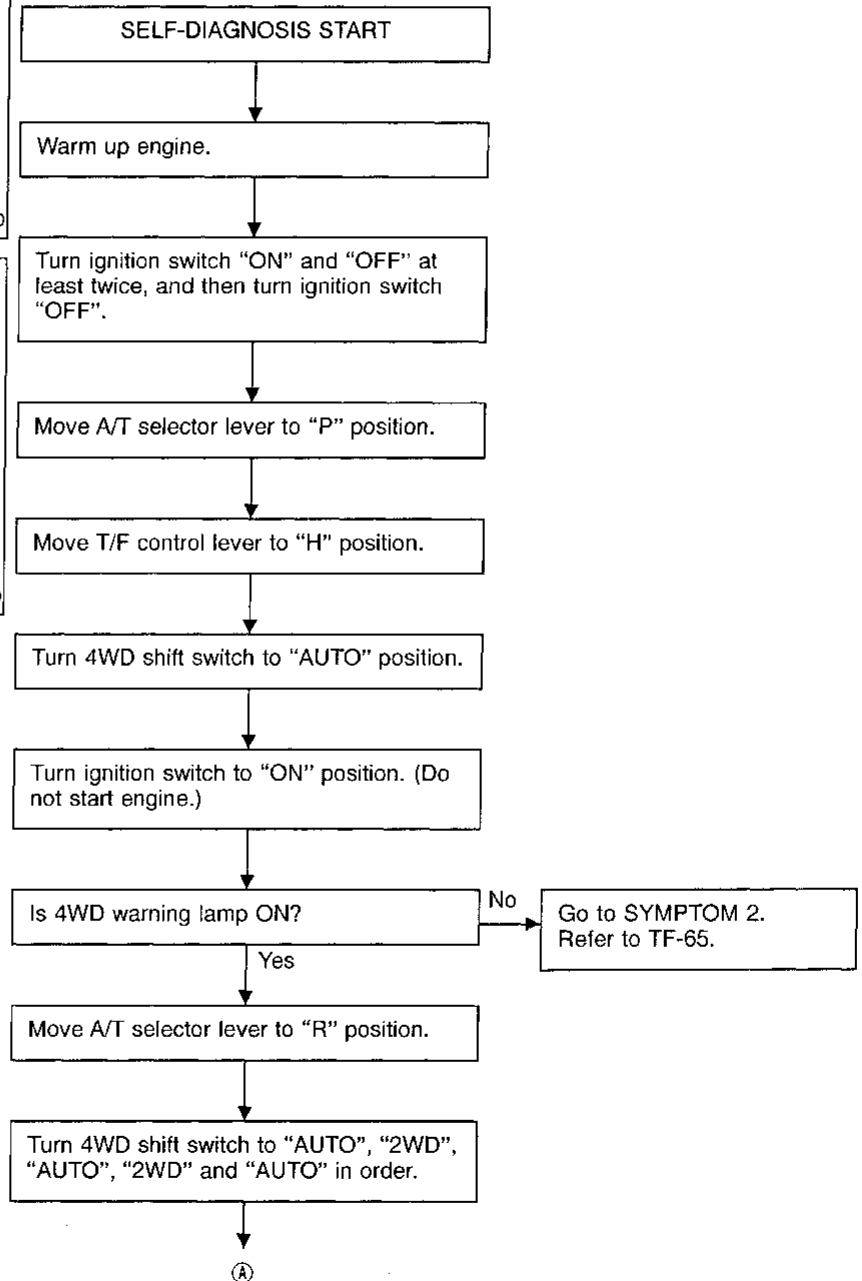 SELF-DIAGNOSIS START
Warm up engine.
Turn ignition switch “ON” and “OFF” at
least twice, and then turn ignition switch
“OFF”.
Move A/T selector lever to “P” position.
Move T/F control lever to “H” position.
Turn 4WD shift switch to “AUTO” position.
Turn ignition switch to “ON” position. (Do
not start engine.)
Is 4WD warning lamp ON?
No
Go to SYMPTOM 2.
Refer to TF-65.
Yes
Move A/T selector lever to “R” position.
Turn 4WD shift switch to “AUTO”, “2WD”,
“AUTO”, “2WD” and “AUTO” in order.
Ⓐ